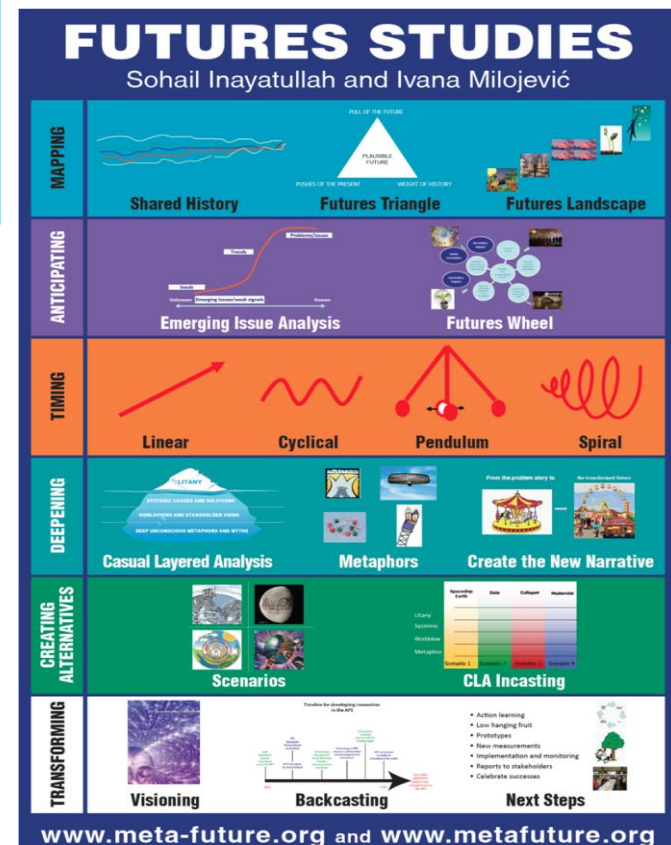 FUTURES STUDIES
Sohail Inayatullah and Ivana Milojević
MAPPING
PULL OF THE FUTURE
PLAUSIBLE
FUTURE
PUSHES OF THE PRESENT
WEIGHT OF HISTORY
Shared History
Futures Triangle
Futures Landscape
ANTICIPATING
Problems/issues
Trends
Seeds
Unknown
Emerging issues/weak signals
Known
Emerging Issue Analysis
Futures Wheel
TIMING
Linear
Cyclical
Pendulum
Spiral
DEEPENING
LITANY
SYSTEMIC CAUSES AND SOLUTIONS
WORLDVIEWS AND STAKEHOLDER VIEWS
DEEP UNCONSCIOUS METAPHORS AND MYTHS
From the problem story to
the transformed future
Casual Layered Analysis
Metaphors
Create the New Narrative
CREATING
ALTERNATIVES
Spaceship
Earth
Gaia
Collapse
Modernist
Litany
Systemic
Worldview
Metaphor
Scenario 1
Scenario 2
Scenario 3
Scenario 4
Scenarios
CLA Incasting
TRANSFORMING
Timeline for developing innovation
in the AFS
• Action learning
• Low hanging fruit
• Prototypes
• New measurements
• Implementation and monitoring
• Reports to stakeholders
• Celebrate successes
Visioning
Backcasting
Next Steps
www.meta-future.org and www.metafuture.org